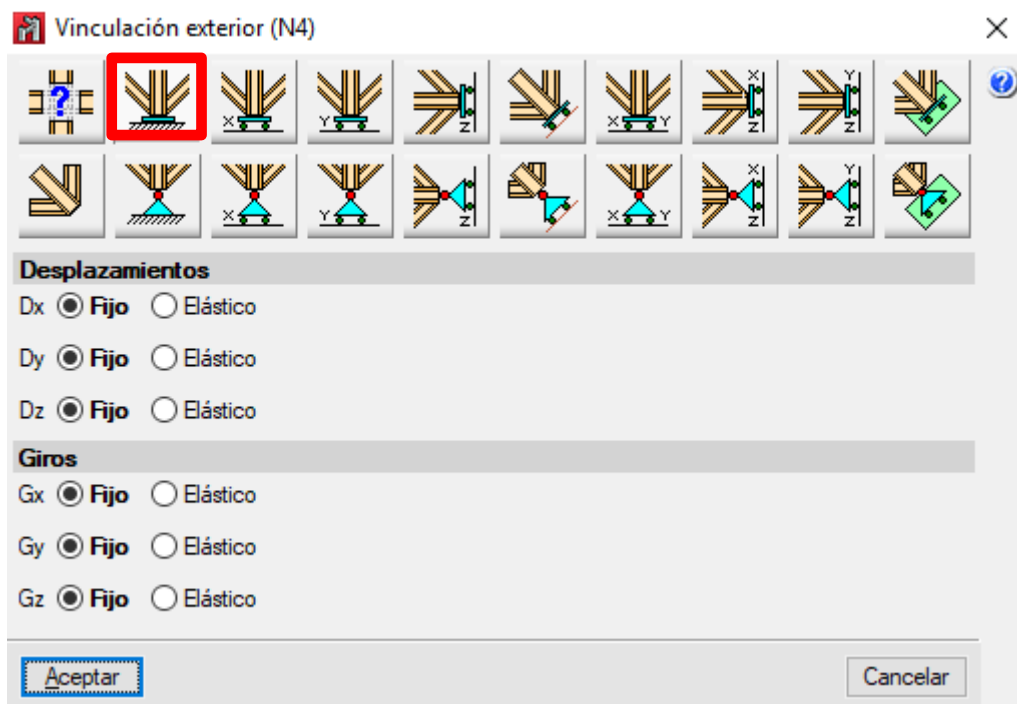 Vinculación exterior (N4)
?
X
Y
Z
X Y
X Z
Y Z
?
X
Y
Z
X Y
X Z
Y Z
Desplazamientos
Dx Fijo Elástico
Dy Fijo Elástico
Dz Fijo Elástico
Giros
Gx Fijo Elástico
Gy Fijo Elástico
Gz Fijo Elástico
Aceptar Cancelar